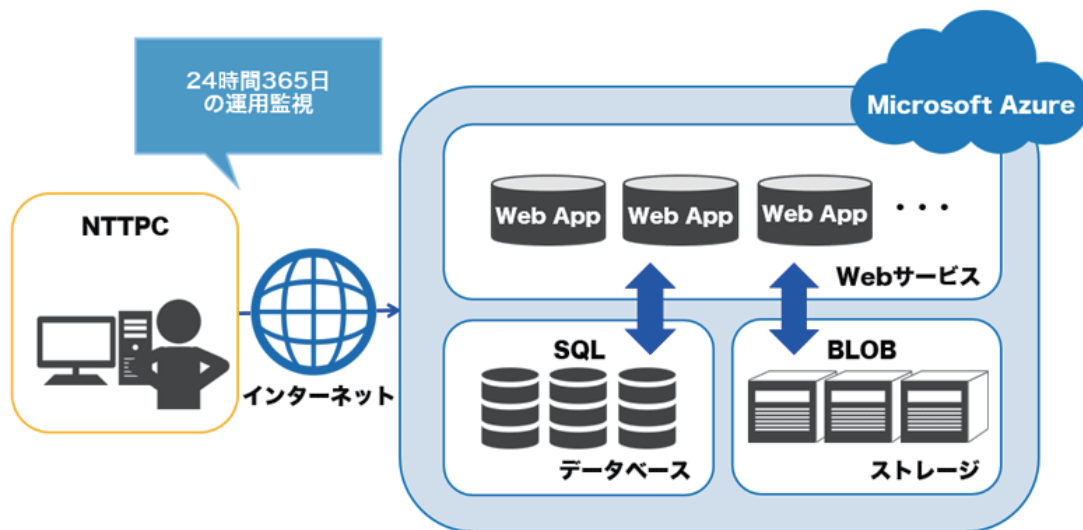 24時間365日
の運用監視
Microsoft Azure
NTTPC
Web App
Web App
Web App
・・・
Webサービス
インターネット
SQL
データベース
BLOB
ストレージ